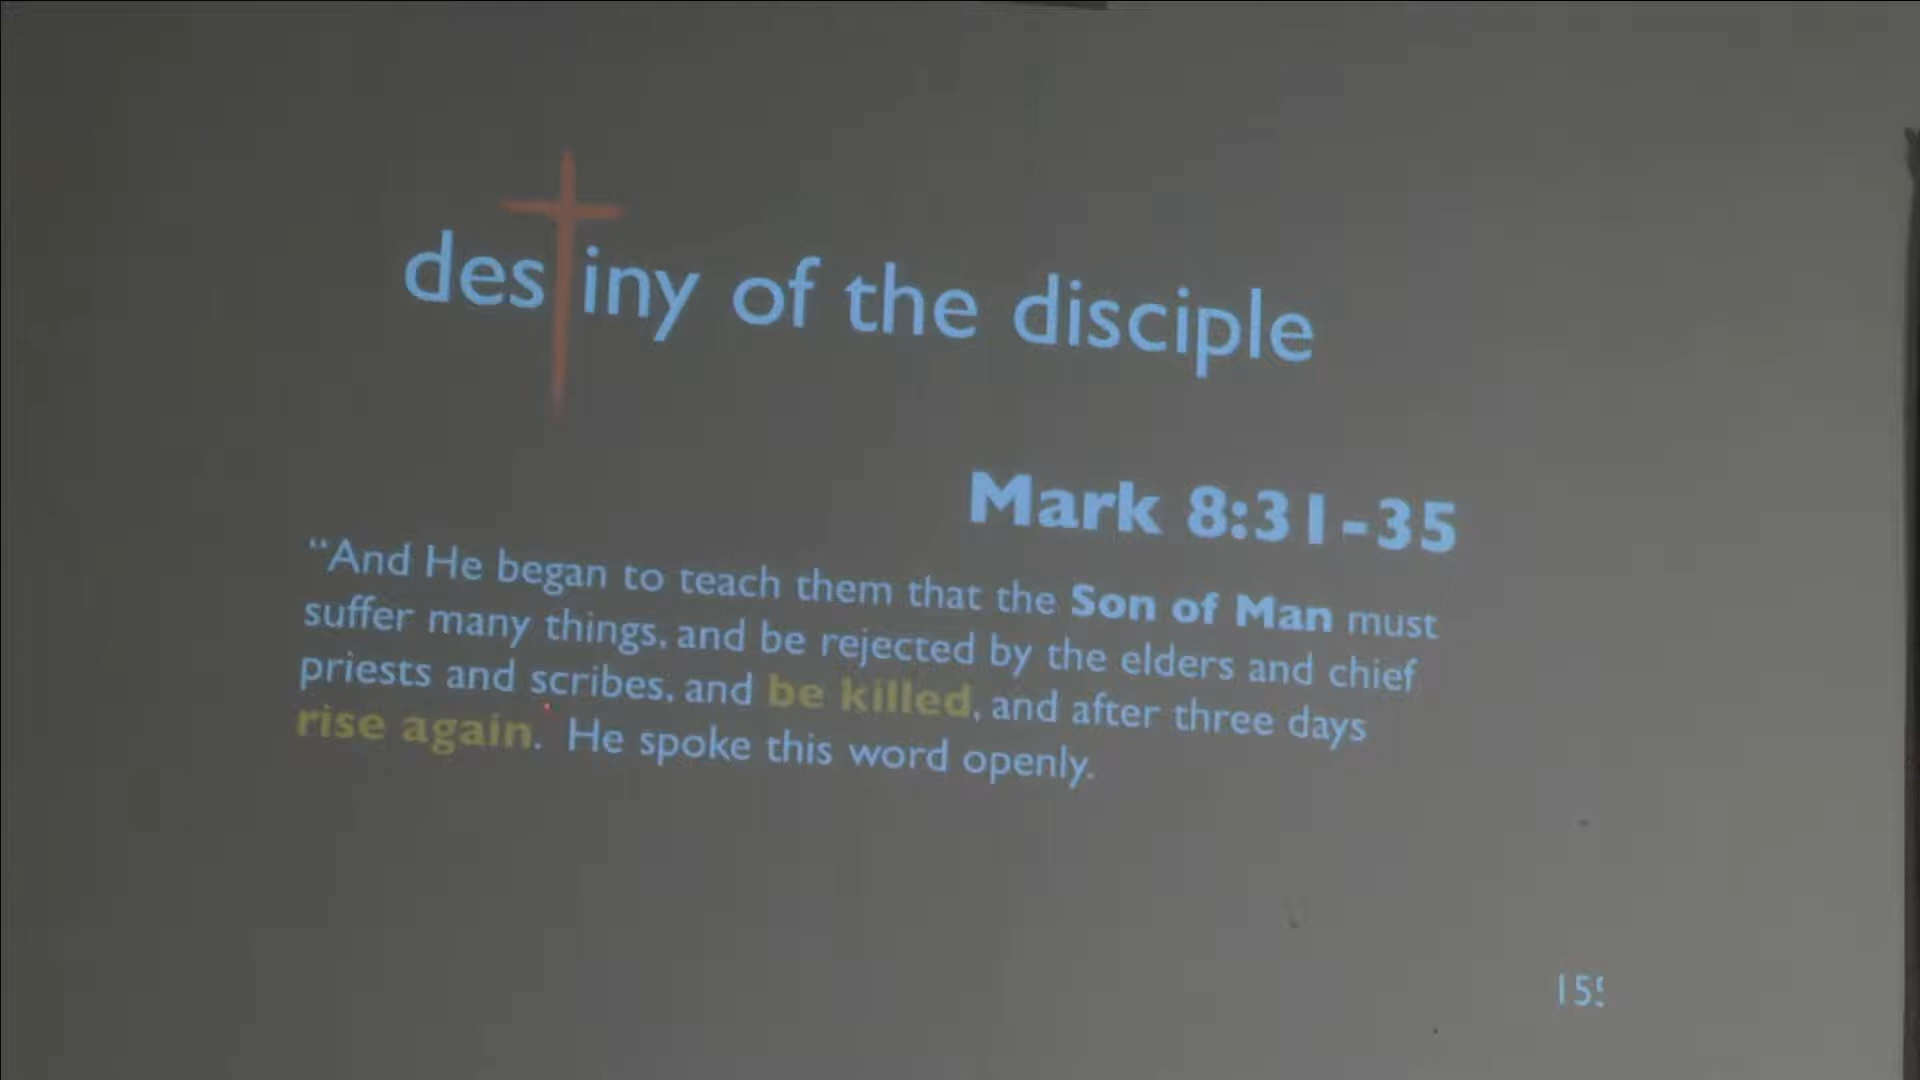 destiny of the disciple
Mark 8:31-35
“And He began to teach them that the Son of Man must
suffer many things, and be rejected by the elders and chief
priests and scribes, and be killed, and after three days
rise again. He spoke this word openly.